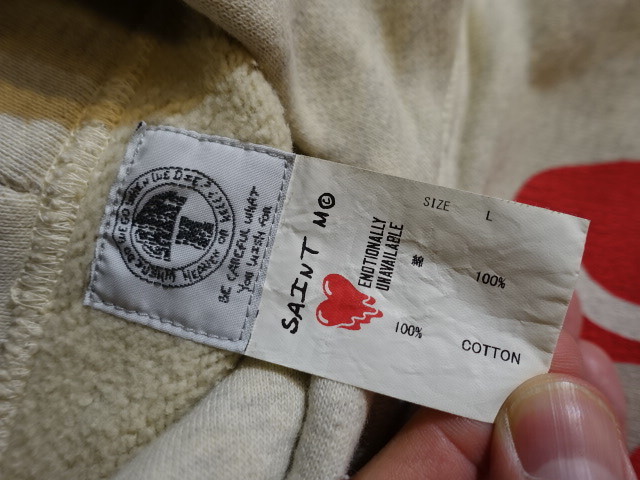 BE CAREFUL WHAT
YOU WISH FOR
SAINT M©
EMOTIONALLY
UNAVAILABLE
SIZE L
綿 100%
100% COTTON